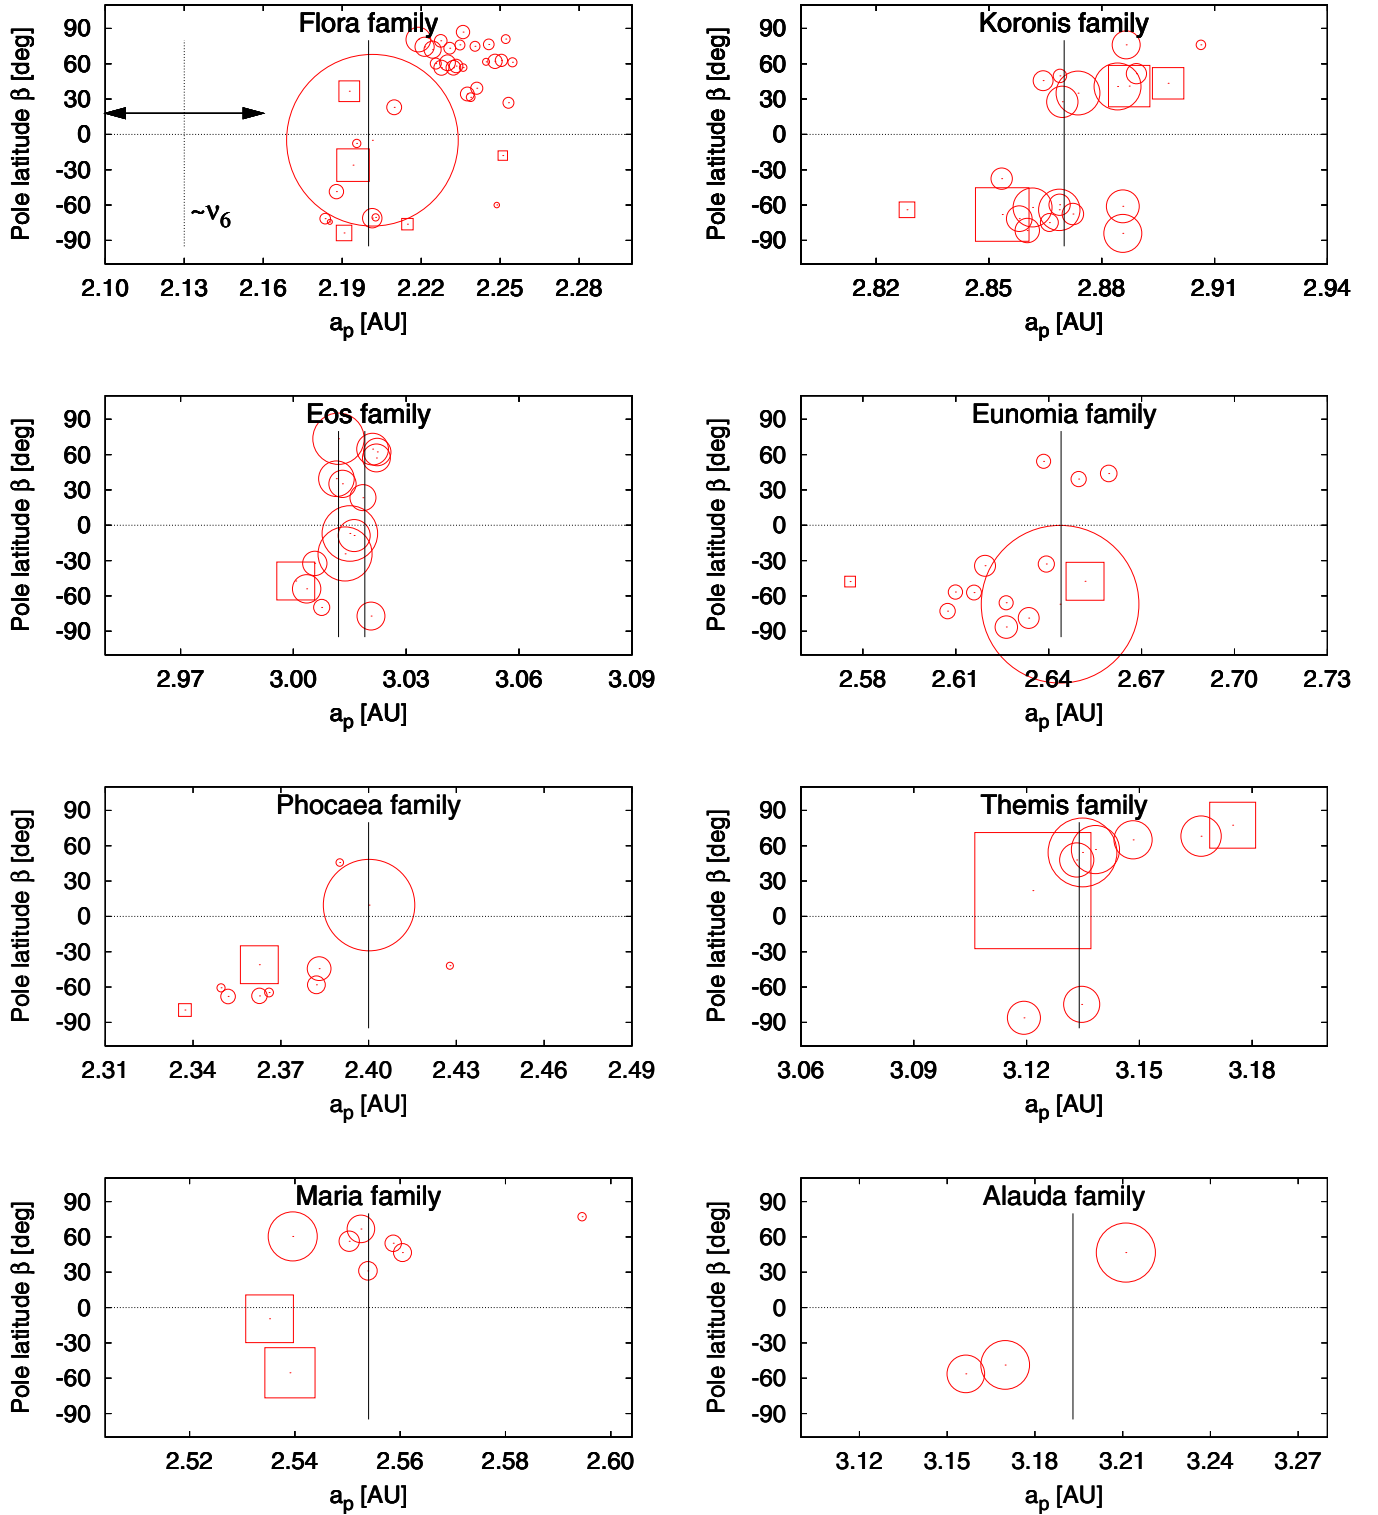 Flora family
Pole latitude β [deg]
90
60
30
0
-30
-60
-90
~ν6
2.10 2.13 2.16 2.19 2.22 2.25 2.28
ap [AU]
Koronis family
Pole latitude β [deg]
90
60
30
0
-30
-60
-90
2.82 2.85 2.88 2.91 2.94
ap [AU]
Eos family
Pole latitude β [deg]
90
60
30
0
-30
-60
-90
2.97 3.00 3.03 3.06 3.09
ap [AU]
Eunomia family
Pole latitude β [deg]
90
60
30
0
-30
-60
-90
2.58 2.61 2.64 2.67 2.70 2.73
ap [AU]
Phocaea family
Pole latitude β [deg]
90
60
30
0
-30
-60
-90
2.31 2.34 2.37 2.40 2.43 2.46 2.49
ap [AU]
Themis family
Pole latitude β [deg]
90
60
30
0
-30
-60
-90
3.06 3.09 3.12 3.15 3.18
ap [AU]
Maria family
Pole latitude β [deg]
90
60
30
0
-30
-60
-90
2.52 2.54 2.56 2.58 2.60
ap [AU]
Alauda family
Pole latitude β [deg]
90
60
30
0
-30
-60
-90
3.12 3.15 3.18 3.21 3.24 3.27
ap [AU]